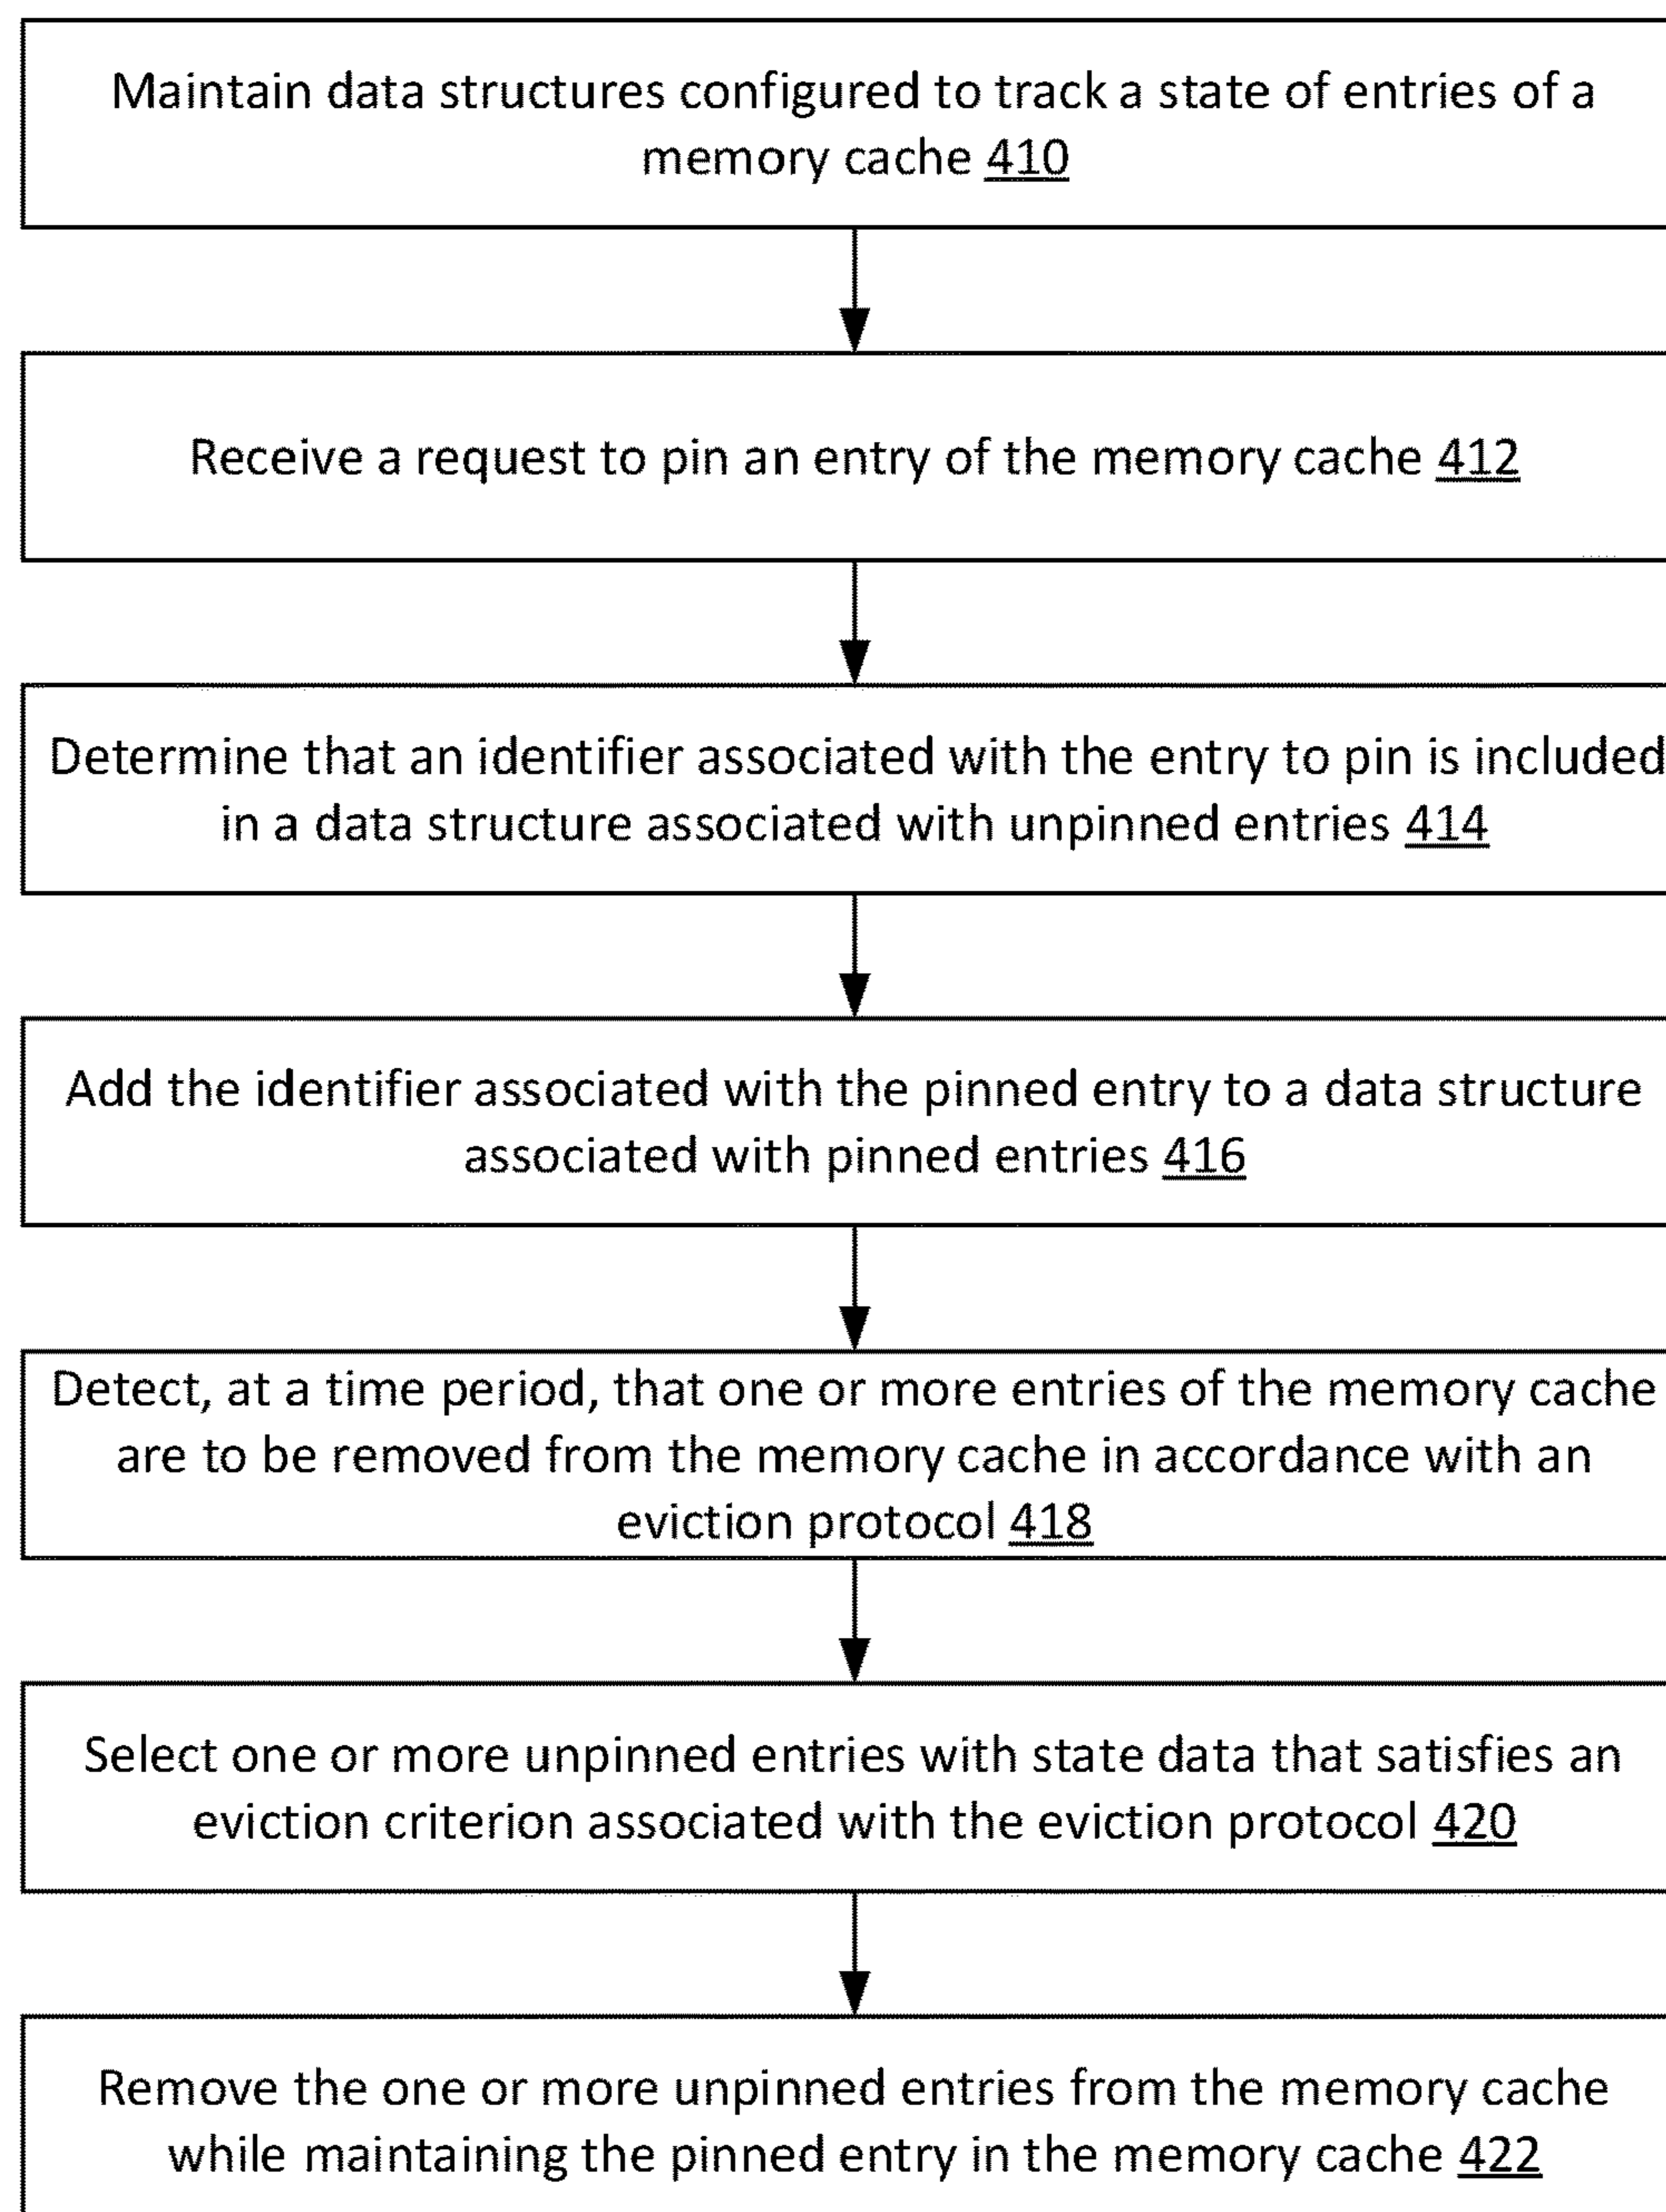 Maintain data structures configured to track a state of entries of a
memory cache 410
Receive a request to pin an entry of the memory cache 412
Determine that an identifier associated with the entry to pin is included
in a data structure associated with unpinned entries 414
Add the identifier associated with the pinned entry to a data structure
associated with pinned entries 416
Detect, at a time period, that one or more entries of the memory cache
are to be removed from the memory cache in accordance with an
eviction protocol 418
Select one or more unpinned entries with state data that satisfies an
eviction criterion associated with the eviction protocol 420
Remove the one or more unpinned entries from the memory cache
while maintaining the pinned entry in the memory cache 422